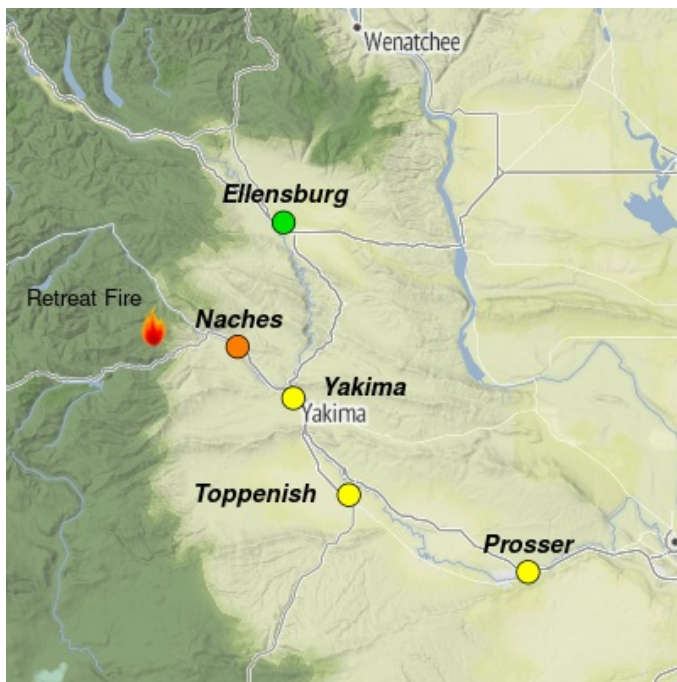 Wenatchee
Ellensburg
Retreat Fire
Naches
Yakima
Yakima
Toppenish
Prosser